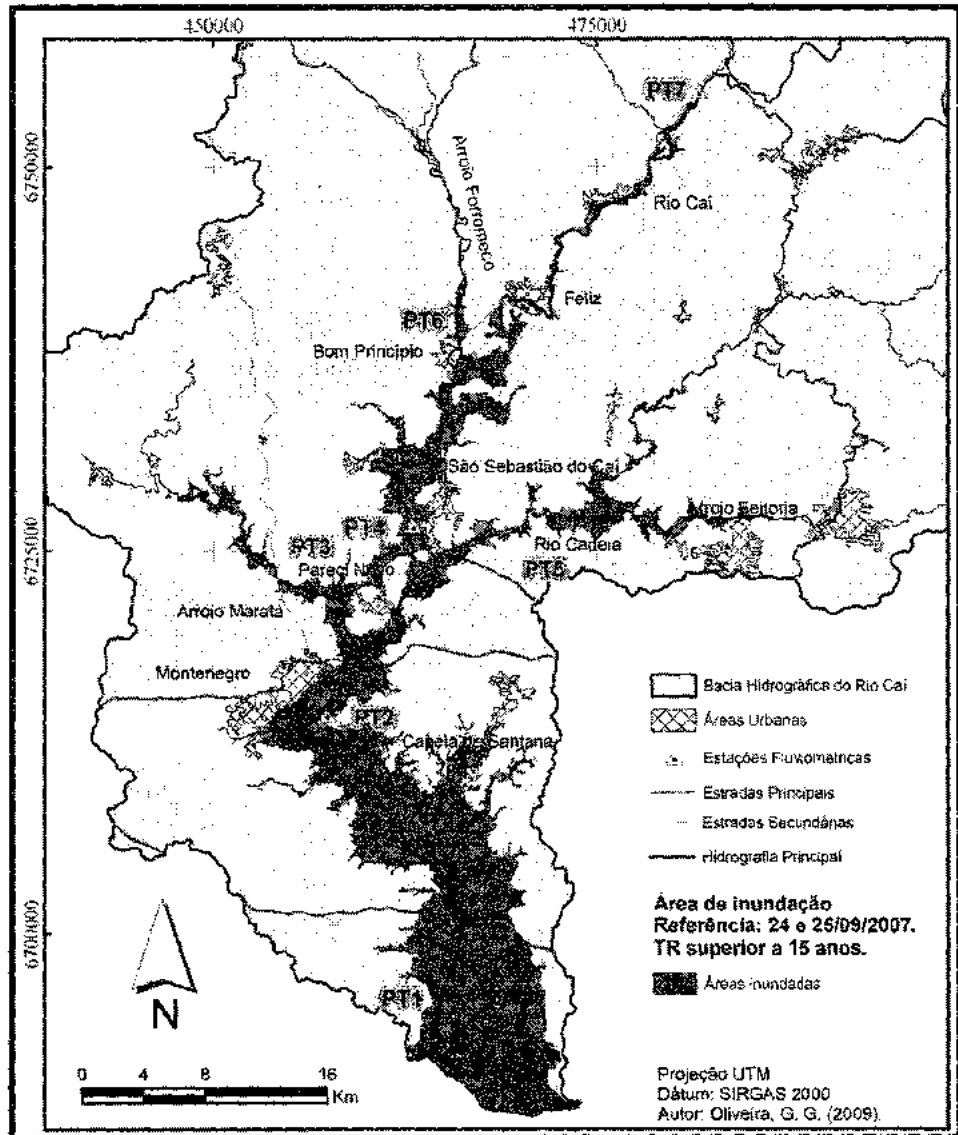 450000 475000
PT7
6750000
Arroio Forromeco
Rio Caí
Feliz
PT6
Bom Princípio
São Sebastião do Caí
Arroio Feitoria
PT4
PT3
6725000
Rio Cadeia
Pareci Novo
PT5
Arroio Maratá
Montenegro
PT2
Capela de Santana
Bacia Hidrográfica do Rio Caí
Áreas Urbanas
Estações Fluviométricas
Estradas Principais
Estradas Secundárias
Hidrografia Principal
Área de inundação
Referência: 24 e 25/09/2007.
TR superior a 15 anos.
Áreas inundadas
6700000
PT1
N
0 4 8 16
Km
Projeção UTM
Dátum: SIRGAS 2000
Autor: Oliveira, G. G. (2009).